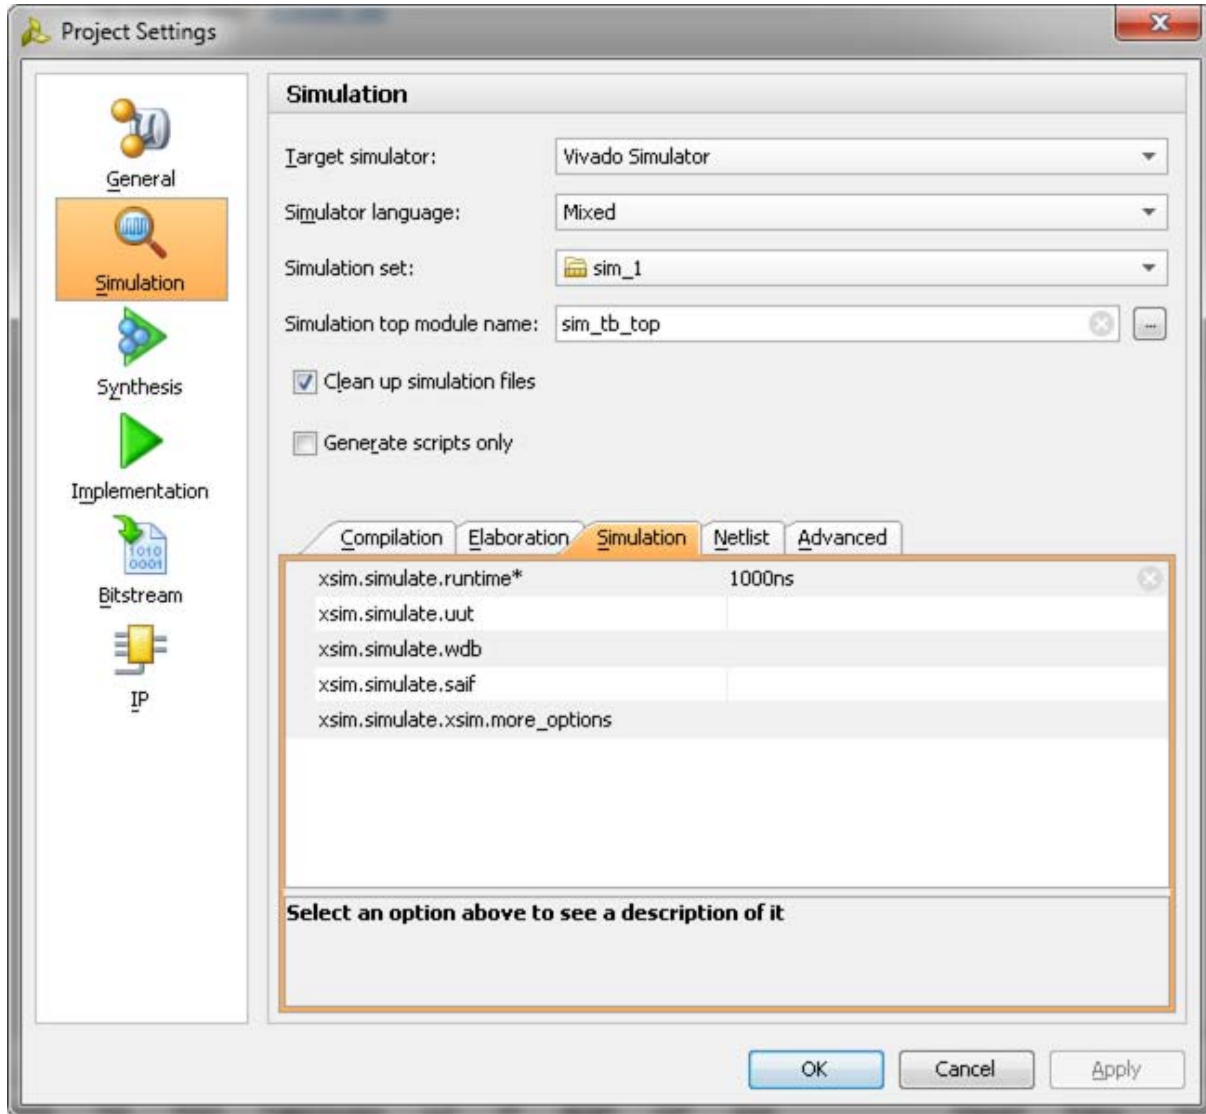 Project Settings
General
Simulation
Synthesis
Implementation
1010
0001
Bitstream
IP
Simulation
Target simulator: Vivado Simulator
Simulator language: Mixed
Simulation set: sim_1
Simulation top module name: sim_tb_top ...
Clean up simulation files
Generate scripts only
Compilation Elaboration Simulation Netlist Advanced
xsim.simulate.runtime* 1000ns
xsim.simulate.uut
xsim.simulate.wdb
xsim.simulate.saif
xsim.simulate.xsim.more_options
Select an option above to see a description of it
OK Cancel Apply